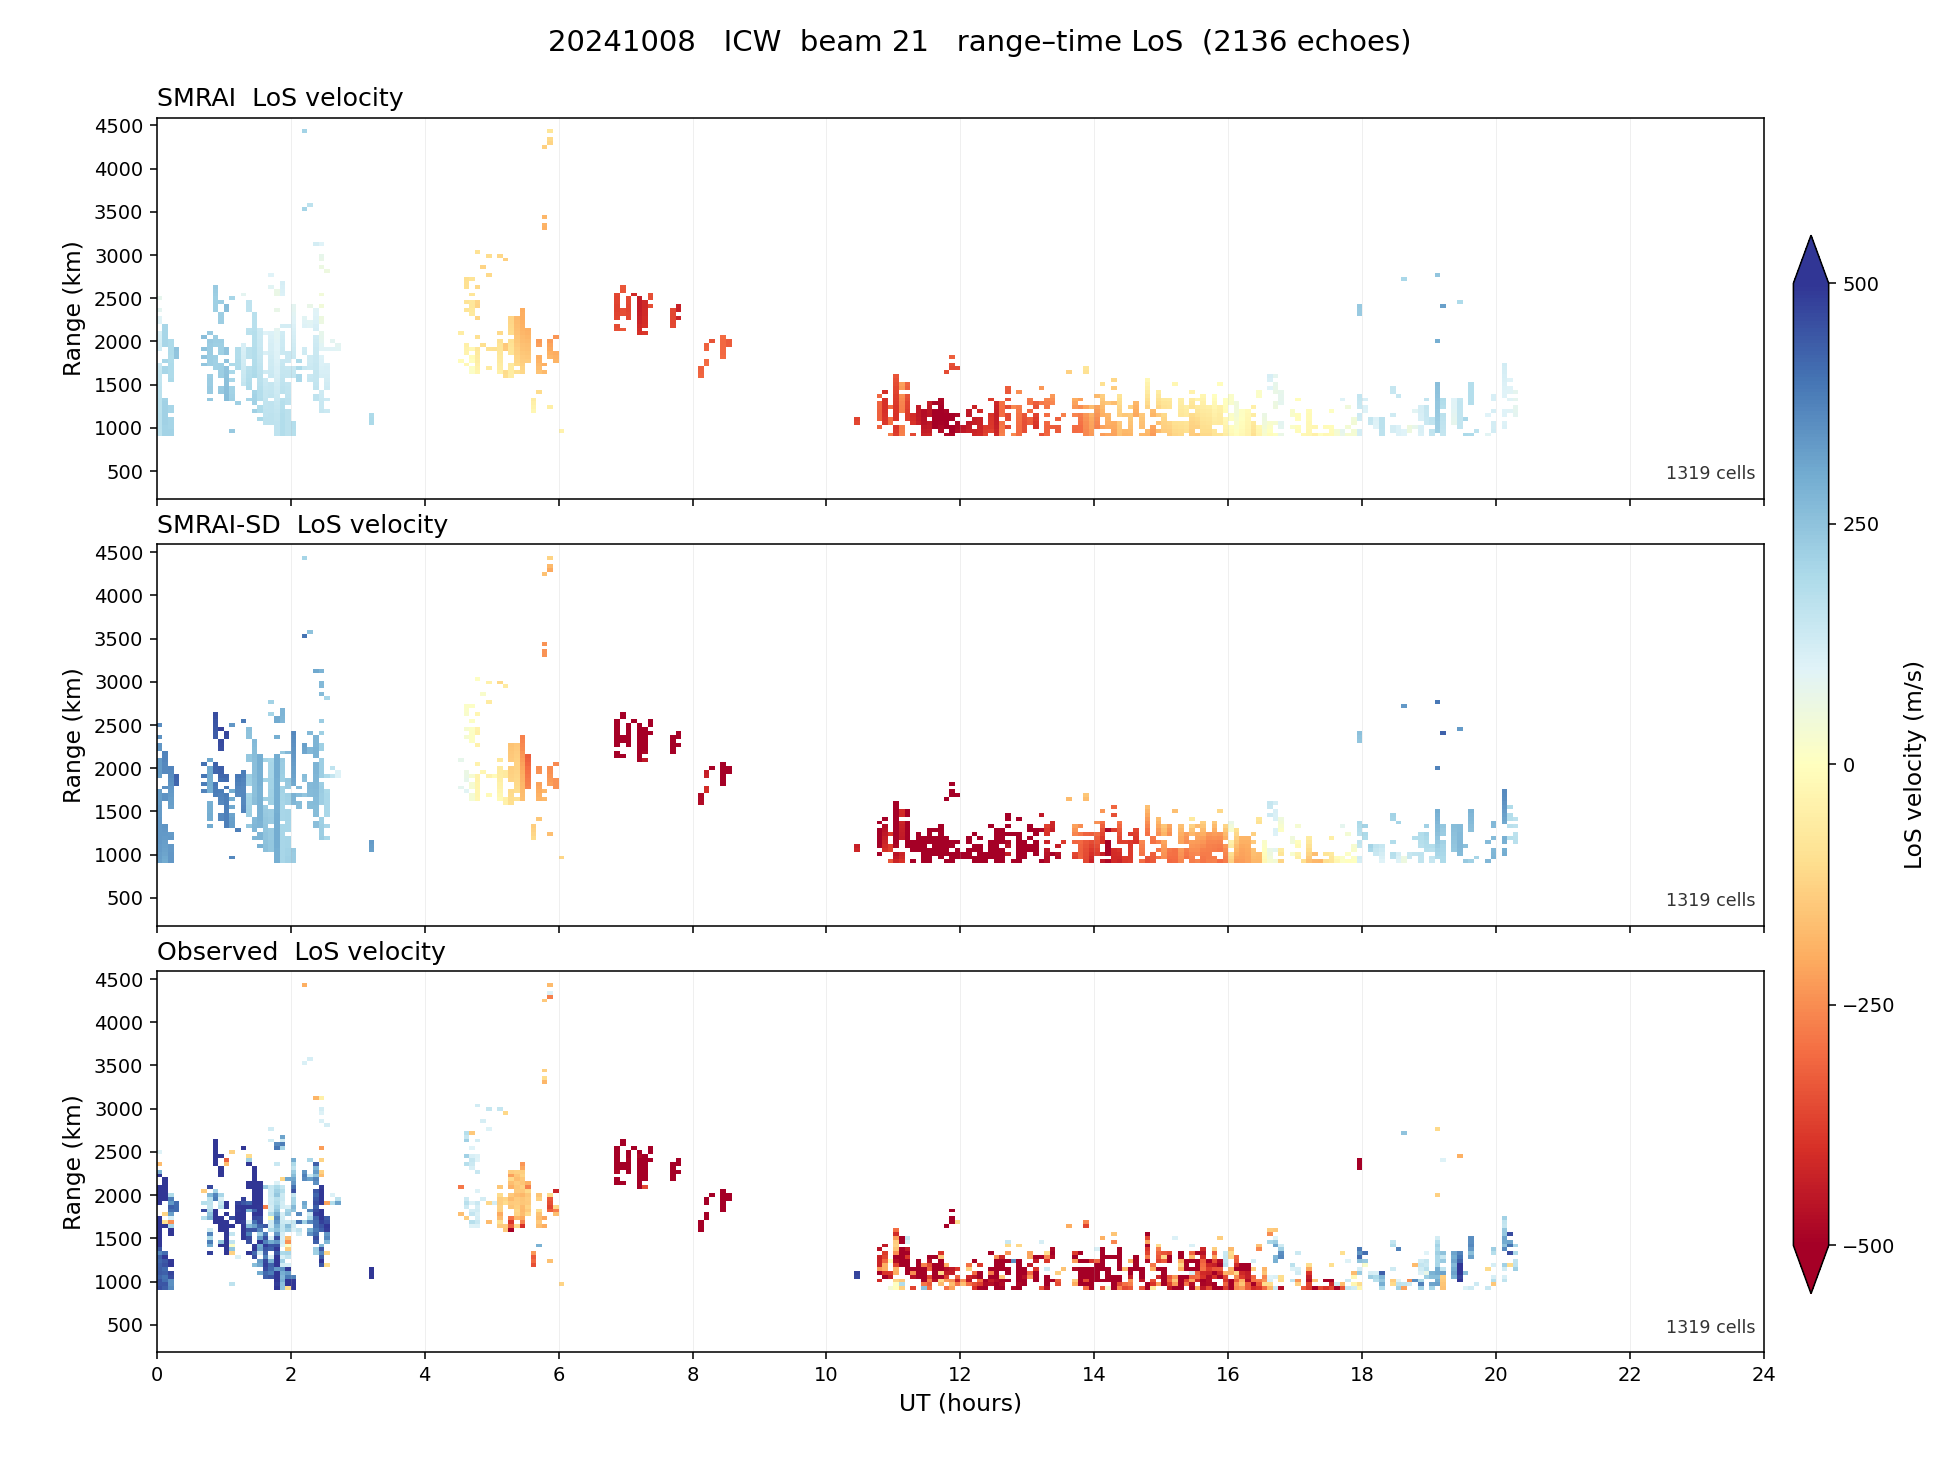 20241008   ICW  beam 21   range–time LoS  (2136 echoes)
SMRAI  LoS velocity
4500
4000
3500
3000
2500
2000
1500
1000
500
Range (km)
1319 cells
SMRAI-SD  LoS velocity
4500
4000
3500
3000
2500
2000
1500
1000
500
Range (km)
1319 cells
Observed  LoS velocity
4500
4000
3500
3000
2500
2000
1500
1000
500
Range (km)
1319 cells
0 2 4 6 8 10 12 14 16 18 20 22 24
UT (hours)
500
250
0
−250
−500
LoS velocity (m/s)